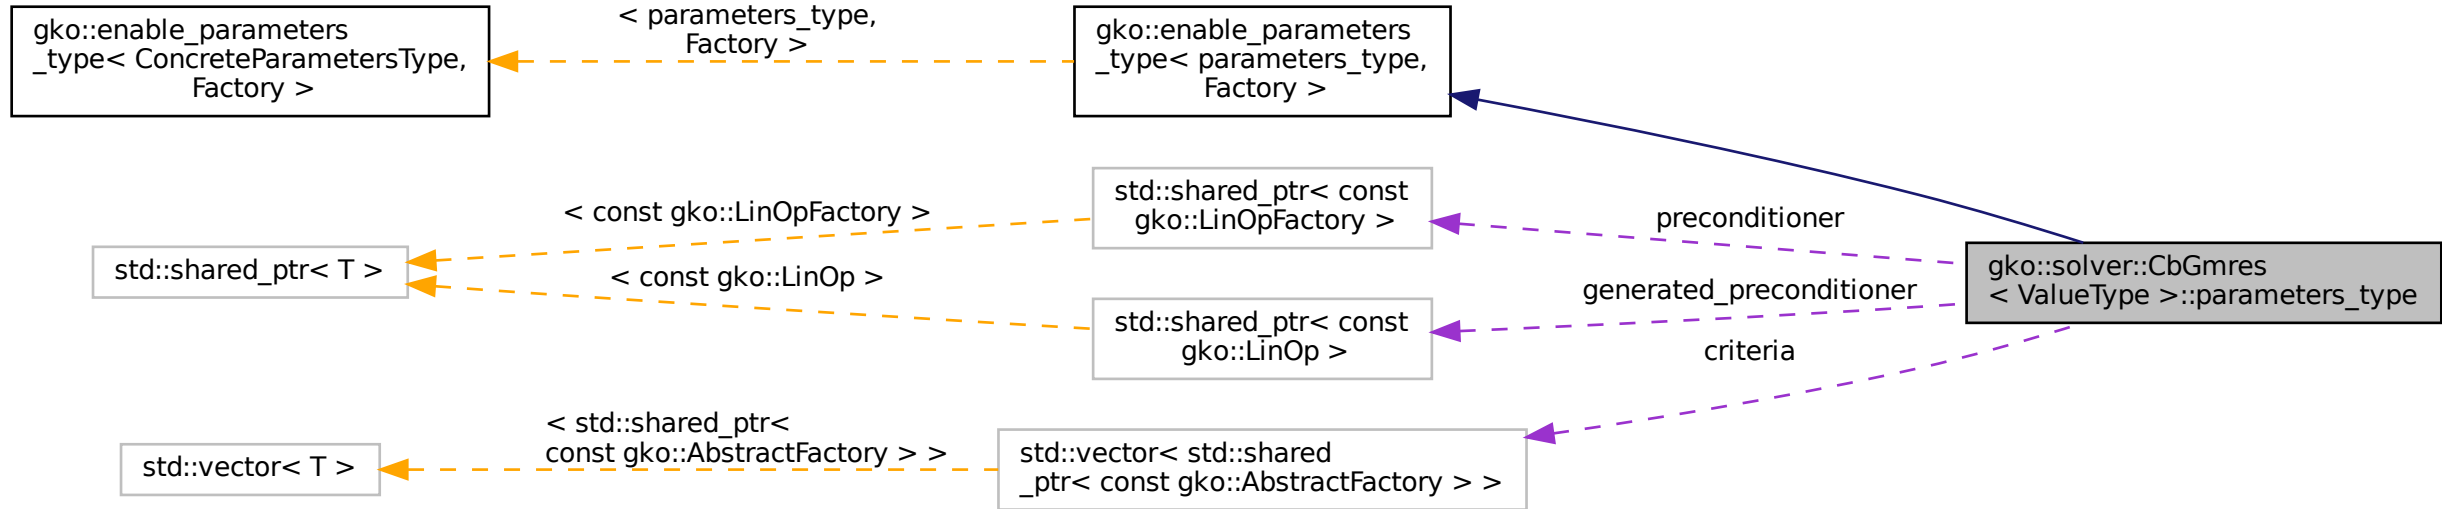 gko::enable_parameters
_type< ConcreteParametersType,
Factory >
< parameters_type,
Factory >
gko::enable_parameters
_type< parameters_type,
Factory >
std::shared_ptr< T >
< const gko::LinOpFactory >
< const gko::LinOp >
std::shared_ptr< const
gko::LinOpFactory >
std::shared_ptr< const
gko::LinOp >
preconditioner
generated_preconditioner
criteria
gko::solver::CbGmres
< ValueType >::parameters_type
std::vector< T >
< std::shared_ptr<
const gko::AbstractFactory > >
std::vector< std::shared
_ptr< const gko::AbstractFactory > >